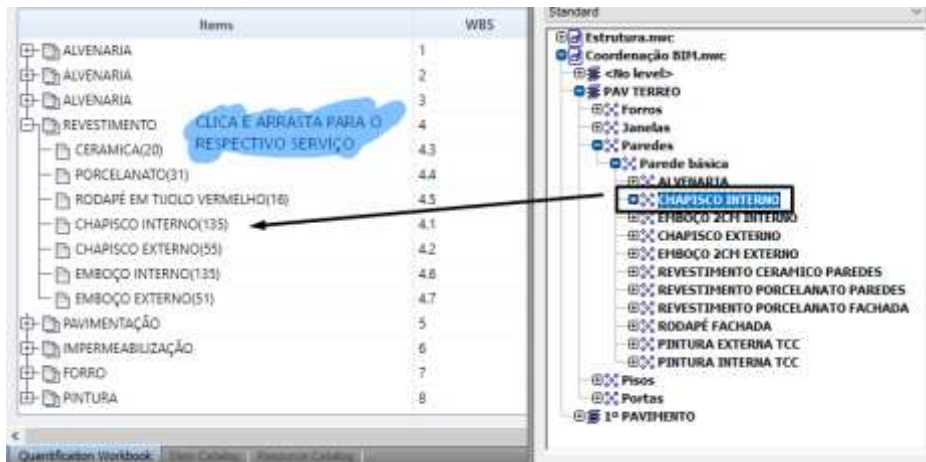 Items WBS
ALVENARIA 1
ALVENARIA 2
ALVENARIA 3
REVESTIMENTO 4
CERAMICA(20) 4.3
PORCELANATO(31) 4.4
RODAPÉ EM TIJOLO VERMELHO(16) 4.5
CHAPISCO INTERNO(135) 4.1
CHAPISCO EXTERNO(55) 4.2
EMBOÇO INTERNO(135) 4.6
EMBOÇO EXTERNO(51) 4.7
PAVIMENTAÇÃO 5
IMPERMEABILIZAÇÃO 6
FORRO 7
PINTURA 8
CLICA E ARRASTA PARA O
RESPECTIVO SERVIÇO
Quantification Workbook Item Catalog Resource Catalog
Standard
Estrutura.nwc
Coordenação BIM.nwc
<No level>
PAV TERREO
Forros
Janelas
Paredes
Parede básica
ALVENARIA
CHAPISCO INTERNO
EMBOÇO 2CM INTERNO
CHAPISCO EXTERNO
EMBOÇO 2CM EXTERNO
REVESTIMENTO CERAMICO PAREDES
REVESTIMENTO PORCELANATO PAREDES
REVESTIMENTO PORCELANATO FACHADA
RODAPÉ FACHADA
PINTURA EXTERNA TCC
PINTURA INTERNA TCC
Pisos
Portas
1º PAVIMENTO